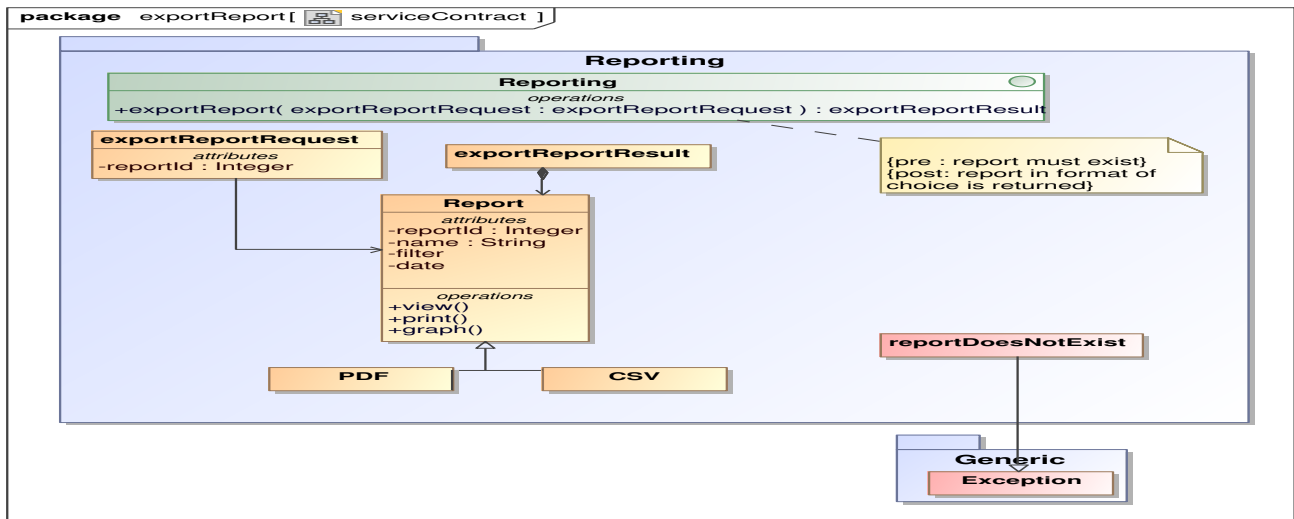 package exportReport[ serviceContract ]
Reporting
Reporting
operations
+exportReport( exportReportRequest : exportReportRequest ) : exportReportResult
exportReportRequest
attributes
-reportId : Integer
exportReportResult
{pre : report must exist}
{post: report in format of
choice is returned}
Report
attributes
-reportId : Integer
-name : String
-filter
-date
operations
+view()
+print()
+graph()
reportDoesNotExist
PDF
CSV
Generic
Exception